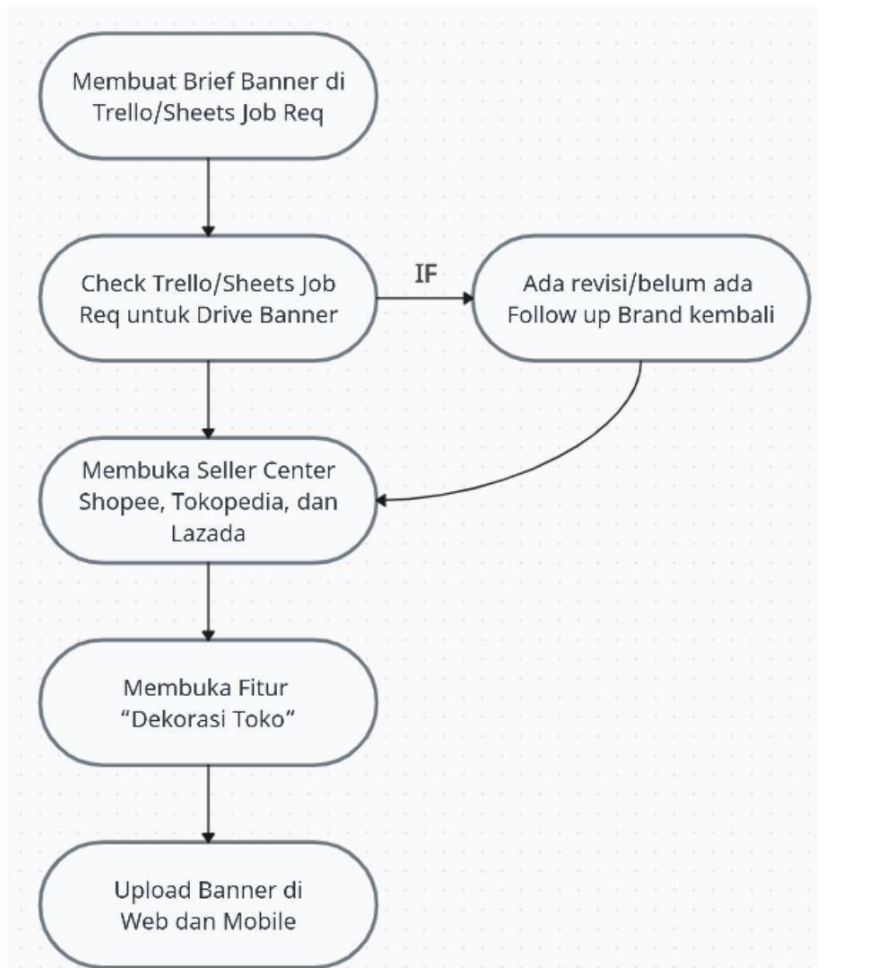 Membuat Brief Banner di
Trello/Sheets Job Req
Check Trello/Sheets Job
Req untuk Drive Banner
IF
Ada revisi/belum ada
Follow up Brand kembali
Membuka Seller Center
Shopee, Tokopedia, dan
Lazada
Membuka Fitur
“Dekorasi Toko”
Upload Banner di
Web dan Mobile